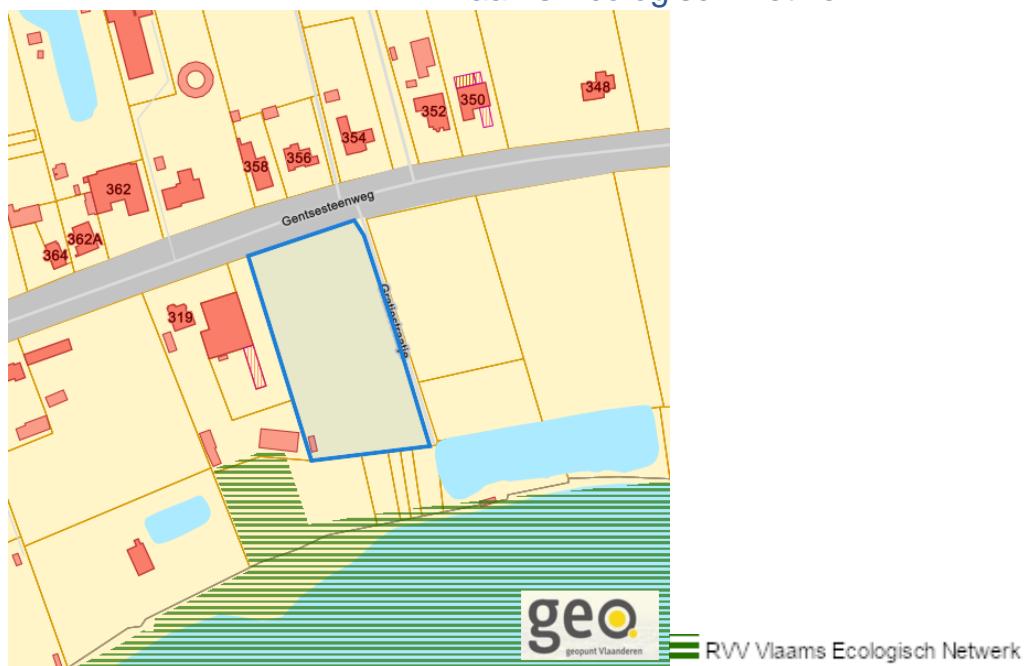 348
350
352
354
356
358
362
362A
364
Gentsesteenweg
319
geo
geopunt Vlaanderen
RVV Vlaams Ecologisch Netwerk